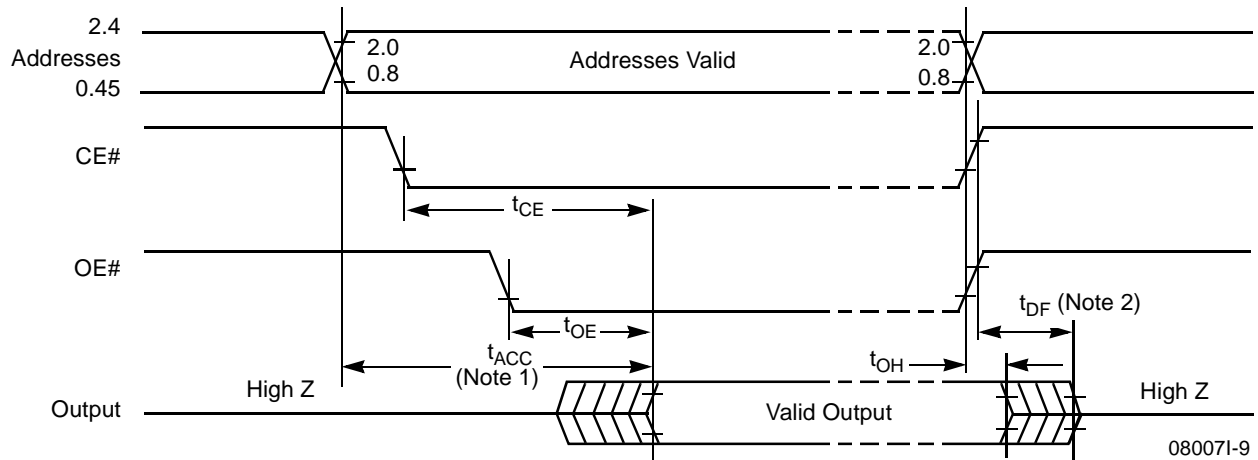 2.4
Addresses
0.45
2.0
0.8
Addresses Valid
2.0
0.8
CE#
tCE
OE#
tOE
tDF (Note 2)
tACC
(Note 1)
tOH
High Z
Output
Valid Output
High Z
08007I-9